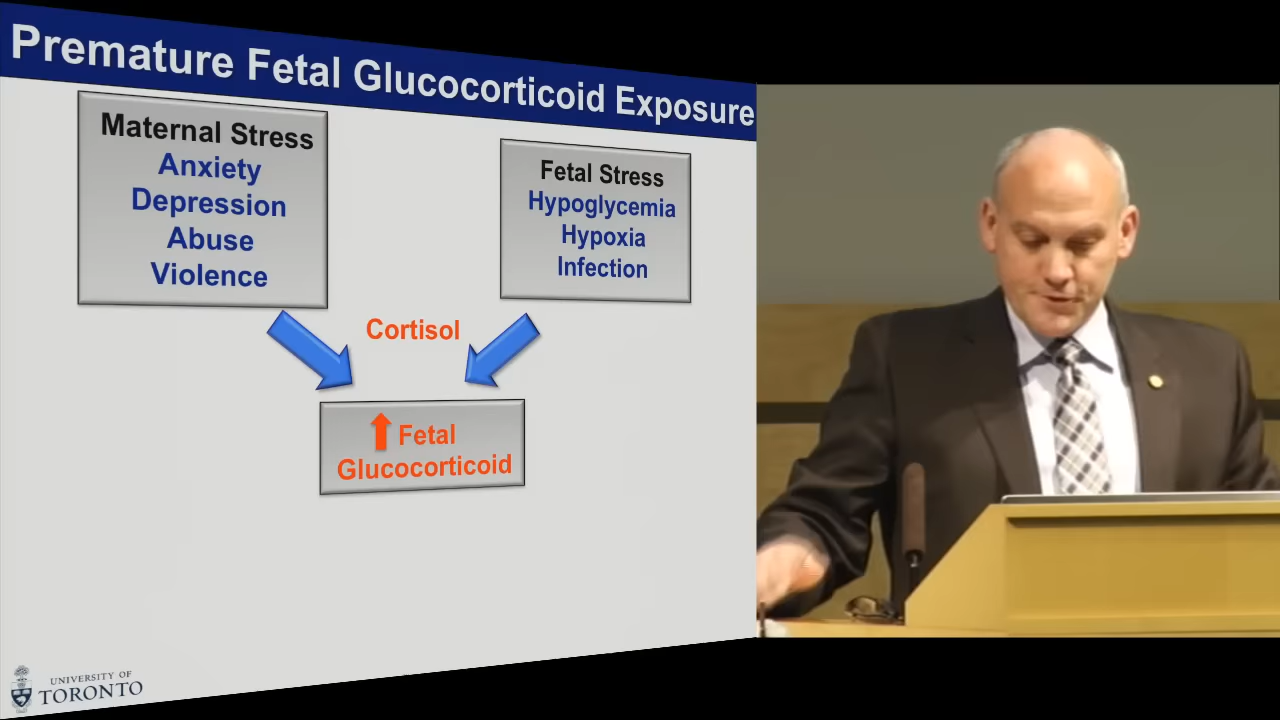 Premature Fetal Glucocorticoid Exposure
Maternal Stress
Anxiety
Depression
Abuse
Violence
Fetal Stress
Hypoglycemia
Hypoxia
Infection
Cortisol
Fetal
Glucocorticoid
UNIVERSITY OF
TORONTO